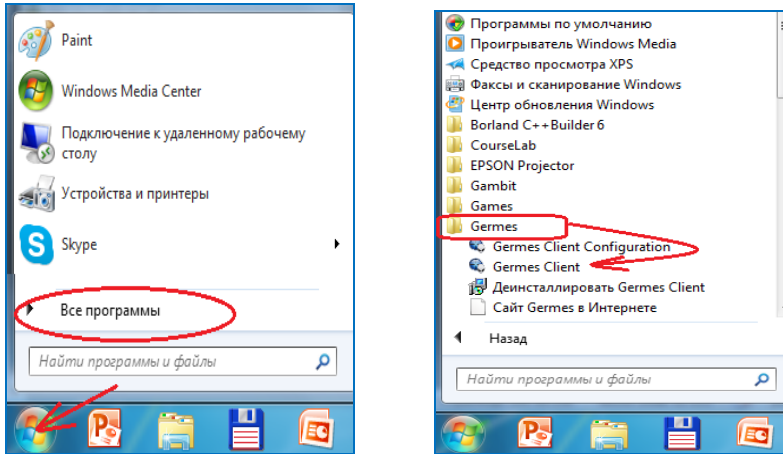 Paint
Windows Media Center
Подключение к удаленному рабочему
столу
Устройства и принтеры
Skype
Все программы
Найти программы и файлы
Программы по умолчанию
Проигрыватель Windows Media
Средство просмотра XPS
Факсы и сканирование Windows
Центр обновления Windows
Borland C++Builder 6
CourseLab
EPSON Projector
Gambit
Games
Germes
Germes Client Configuration
Germes Client
Деинсталлировать Germes Client
Сайт Germes в Интернете
Назад
Найти программы и файлы